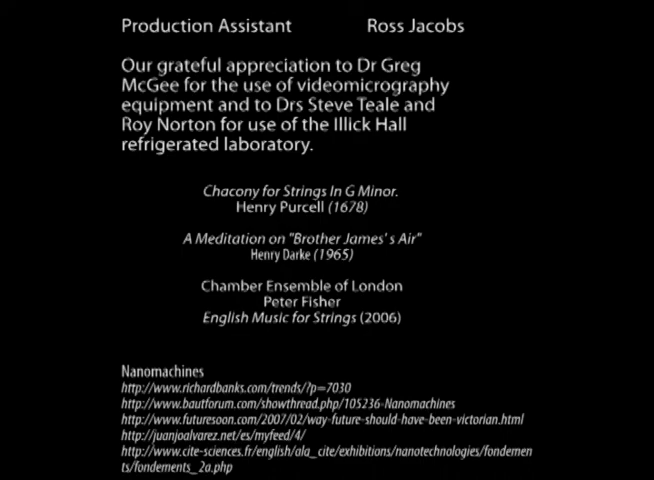 Production Assistant Ross Jacobs
Our grateful appreciation to Dr Greg
McGee for the use of videomicrography
equipment and to Drs Steve Teale and
Roy Norton for use of the Illick Hall
refrigerated laboratory.
Chacony for Strings In G Minor.
Henry Purcell (1678)
A Meditation on "Brother James' s Air"
Henry Darke (1965)
Chamber Ensemble of London
Peter Fisher
English Music for Strings (2006)
Nanomachines
http://www.richardbanks.com/trends/?p=7030
http://www.bautforum.com/showthread.php/105236-Nanomachines
http://www.futuresoon.com/2007/02/way-future-should-have-been-victorian.html
http://juanjoalvarez.net/es/myfeed/4/
http://www.cite-sciences.fr/english/ala_cite/exhibitions/nanotechnologies/fondemen
ts/fondements_2a.php